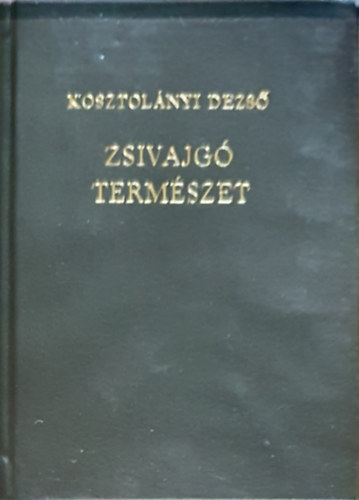 KOSZTOLÁNYI DEZSŐ
ZSIVAJGÓ
TERMÉSZET